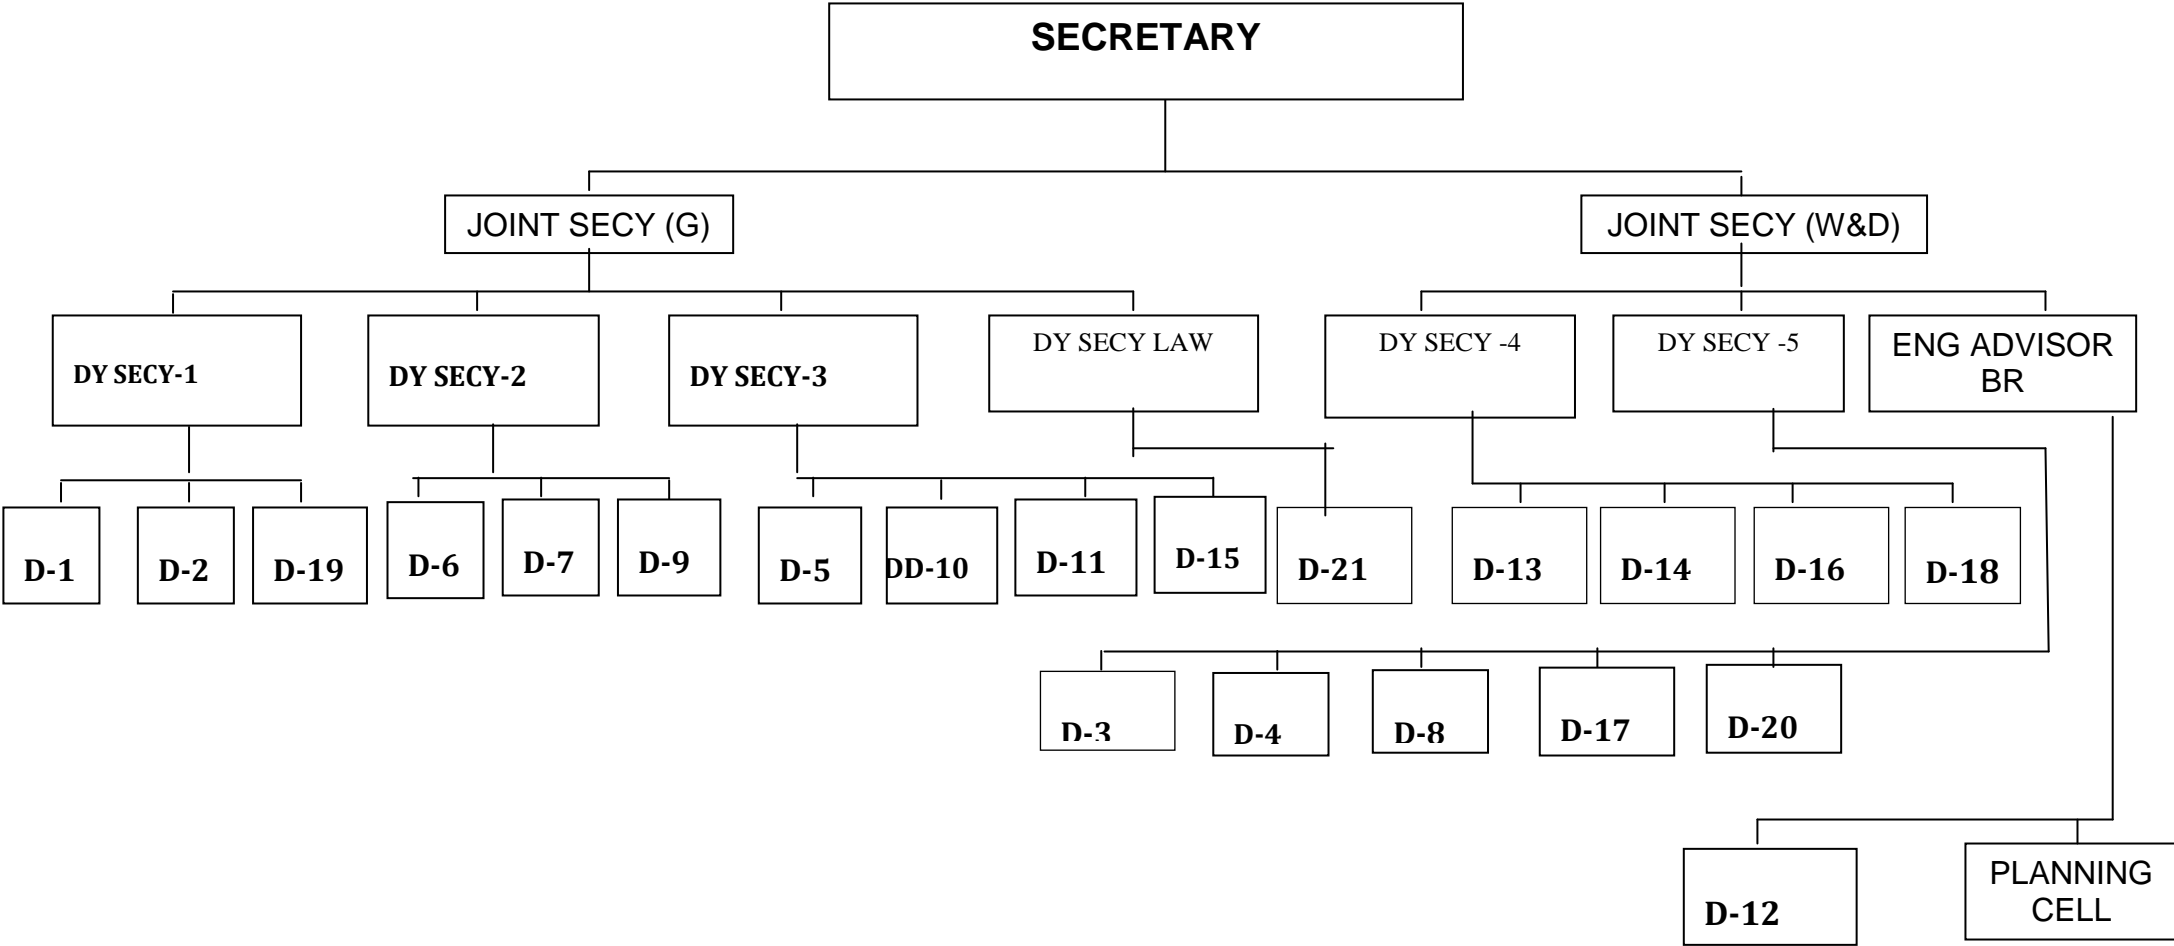 SECRETARY
JOINT SECY (G)
JOINT SECY (W&D)
DY SECY-1
DY SECY-2
DY SECY-3
DY SECY LAW
DY SECY -4
DY SECY -5
ENG ADVISOR
BR
D-1
D-2
D-19
D-6
D-7
D-9
D-5
DD-10
D-11
D-15
D-21
D-13
D-14
D-16
D-18
D-3
D-4
D-8
D-17
D-20
D-12
PLANNING
CELL